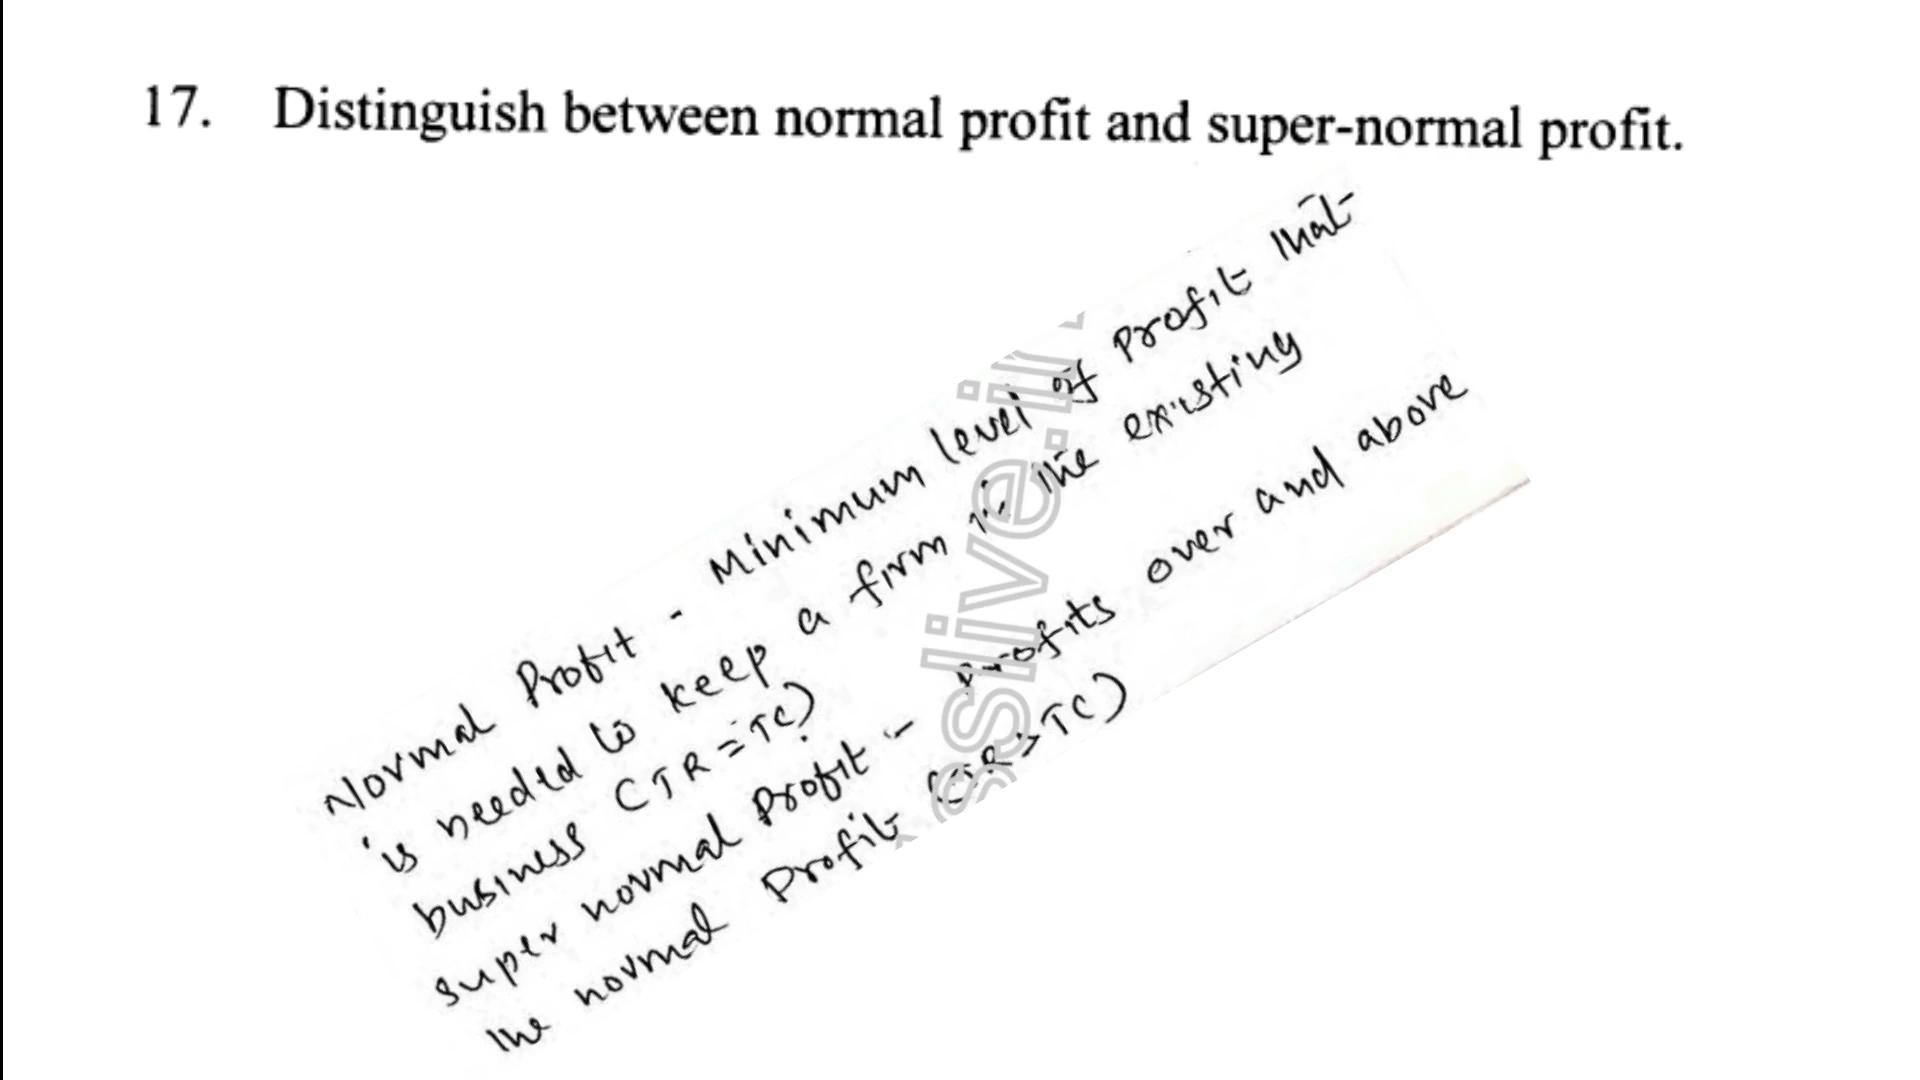 17. Distinguish between normal profit and super-normal profit.
Normal Profit - Minimum level of Profit that
is needed to keep a firm in the existing
business (TR = TC)
super normal Profit :- profits over and above
the normal Profit (TR > TC)
sslive.in